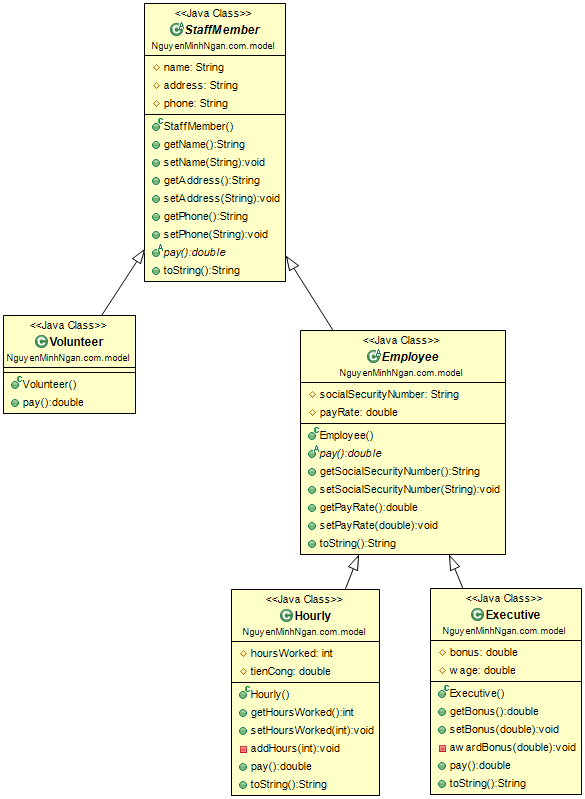 <<Java Class>>
StaffMember
NguyenMinhNgan.com.model
name: String
address: String
phone: String
StaffMember()
getName():String
setName(String):void
getAddress():String
setAddress(String):void
getPhone():String
setPhone(String):void
pay():double
toString():String
<<Java Class>>
Volunteer
NguyenMinhNgan.com.model
Volunteer()
pay():double
<<Java Class>>
Employee
NguyenMinhNgan.com.model
socialSecurityNumber: String
payRate: double
Employee()
pay():double
getSocialSecurityNumber():String
setSocialSecurityNumber(String):void
getPayRate():double
setPayRate(double):void
toString():String
<<Java Class>>
Hourly
NguyenMinhNgan.com.model
hoursWorked: int
tienCong: double
Hourly()
getHoursWorked():int
setHoursWorked(int):void
addHours(int):void
pay():double
toString():String
<<Java Class>>
Executive
NguyenMinhNgan.com.model
bonus: double
wage: double
Executive()
getBonus():double
setBonus(double):void
awardBonus(double):void
pay():double
toString():String